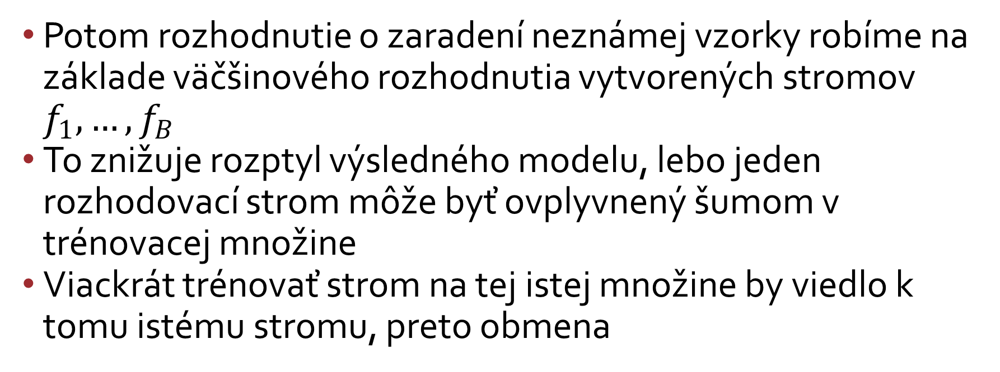 • Potom rozhodnutie o zaradení neznámej vzorky robíme na
základe väčšinového rozhodnutia vytvorených stromov
f₁, … , f_B
• To znižuje rozptyl výsledného modelu, lebo jeden
rozhodovací strom môže byť ovplyvnený šumom v
trénovacej množine
• Viackrát trénovať strom na tej istej množine by viedlo k
tomu istému stromu, preto obmena